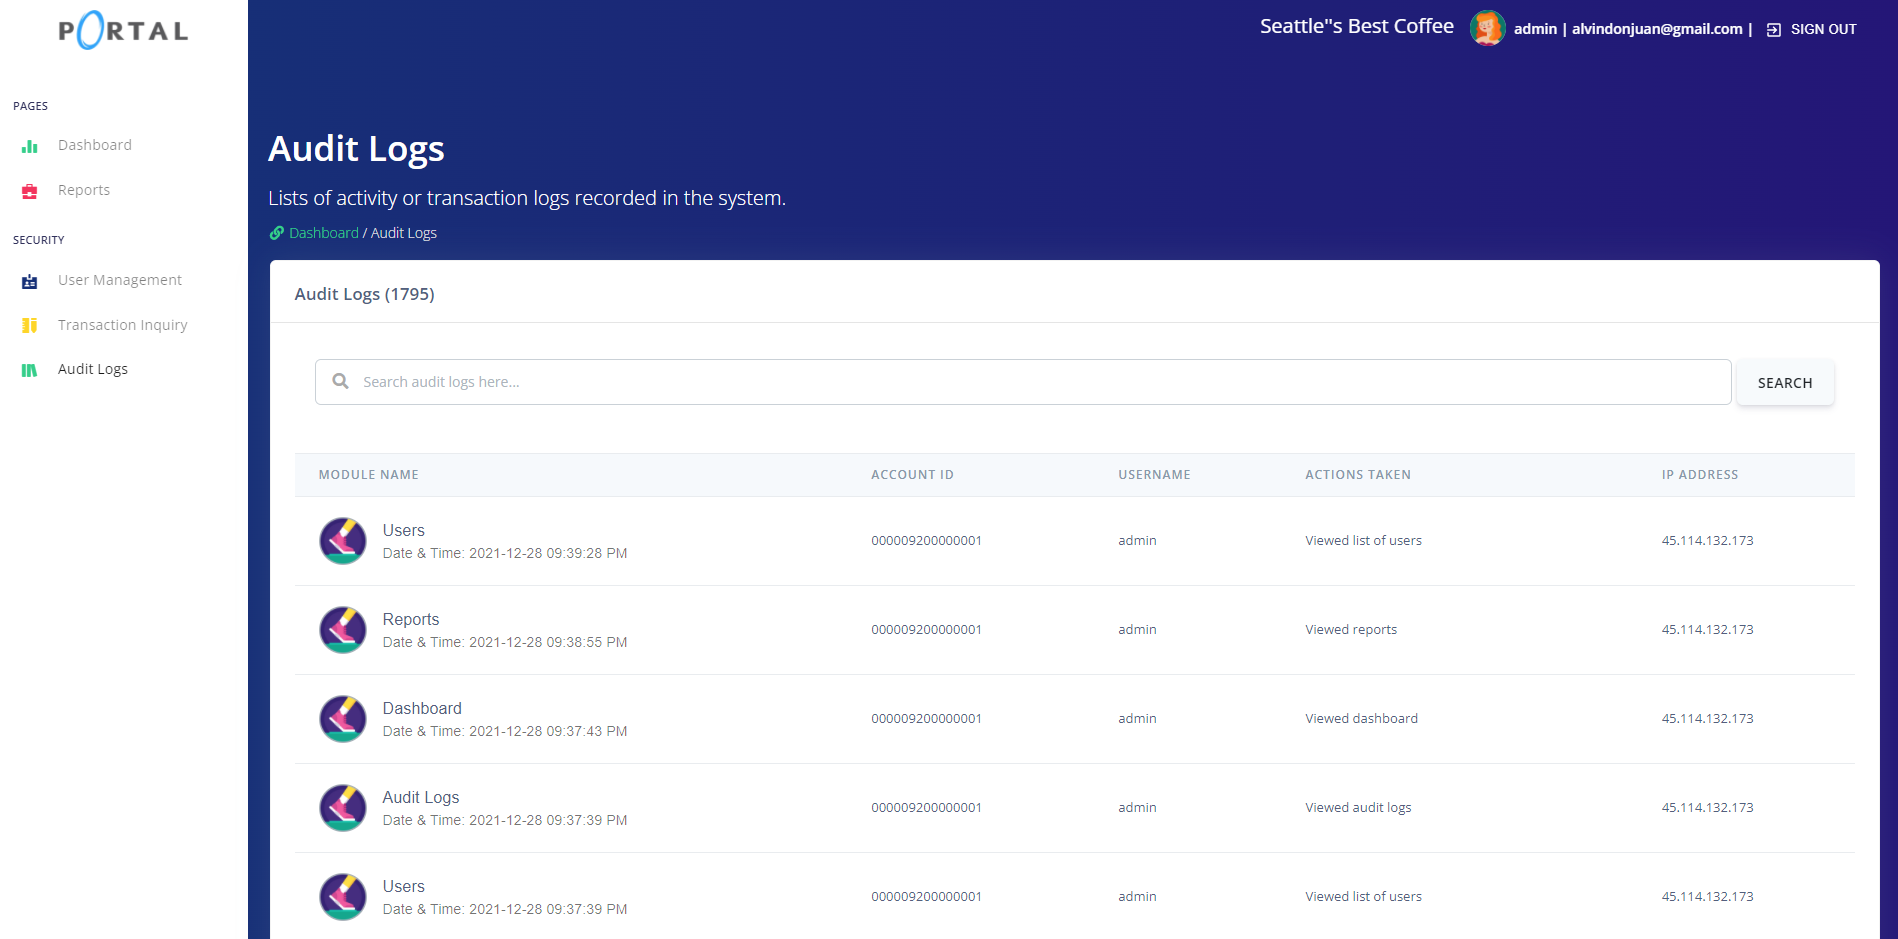 PORTAL
Seattle"s Best Coffee
admin | alvindonjuan@gmail.com |
SIGN OUT
PAGES
Dashboard
Reports
SECURITY
User Management
Transaction Inquiry
Audit Logs
Audit Logs
Lists of activity or transaction logs recorded in the system.
Dashboard / Audit Logs
Audit Logs (1795)
Search audit logs here...
SEARCH
MODULE NAME ACCOUNT ID USERNAME ACTIONS TAKEN IP ADDRESS
Users
Date & Time: 2021-12-28 09:39:28 PM
000009200000001 admin Viewed list of users 45.114.132.173
Reports
Date & Time: 2021-12-28 09:38:55 PM
000009200000001 admin Viewed reports 45.114.132.173
Dashboard
Date & Time: 2021-12-28 09:37:43 PM
000009200000001 admin Viewed dashboard 45.114.132.173
Audit Logs
Date & Time: 2021-12-28 09:37:39 PM
000009200000001 admin Viewed audit logs 45.114.132.173
Users
Date & Time: 2021-12-28 09:37:39 PM
000009200000001 admin Viewed list of users 45.114.132.173